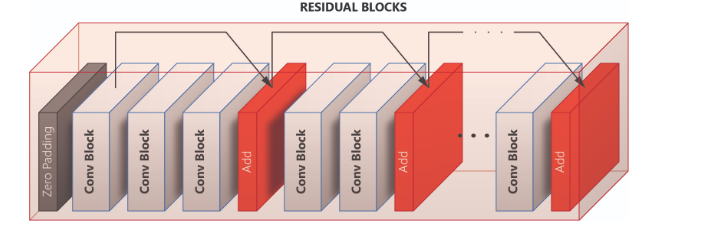 RESIDUAL BLOCKS
Zero Padding
Conv Block
Conv Block
Conv Block
Add
Conv Block
Conv Block
Add
Conv Block
Add